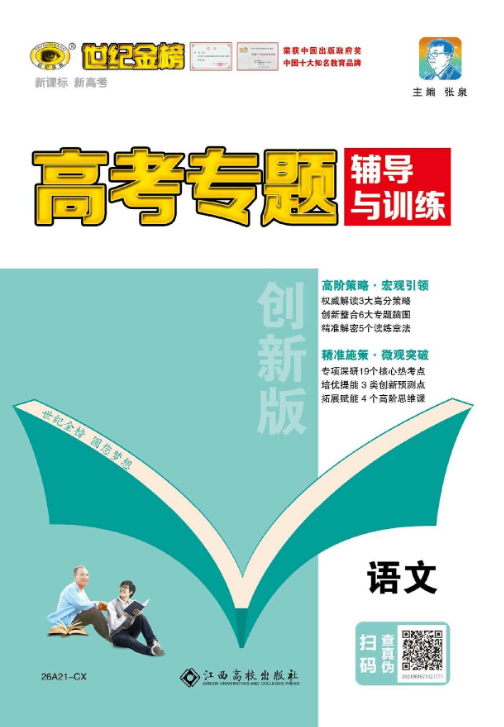 世纪金榜
荣获中国出版政府奖
中国十大知名教育品牌
新课标 新高考
主编 张泉
高考专题
辅导
与训练
创新版
高阶策略·宏观引领
权威解读3大高分策略
创新整合6大专题脑图
精准解密5个读练章法
精准施策·微观突破
专项深研19个核心热考点
培优提能3类创新预测点
拓展赋能4个高阶思维课
世纪金榜 圆您梦想
语文
扫码
查真伪
26A21-GX
江西高校出版社
JIANGXI UNIVERSITIES AND COLLEGES PRESS